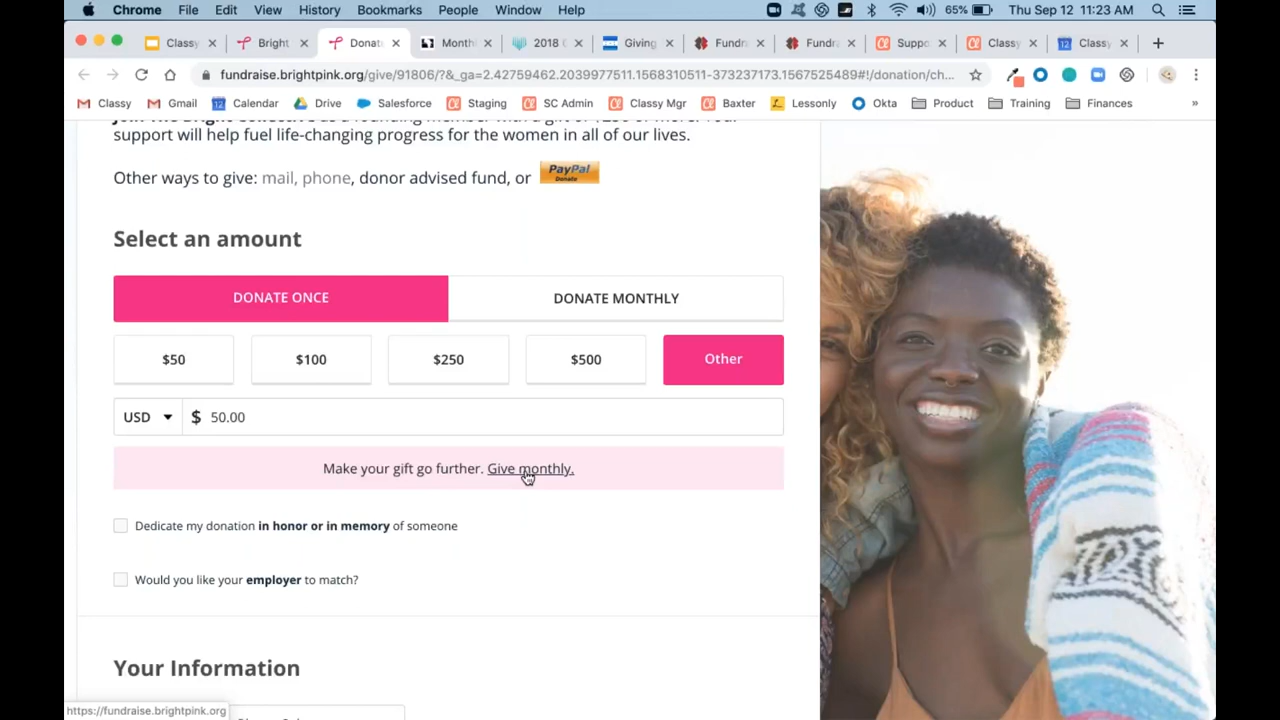 Chrome File Edit View History Bookmarks People Window Help 65% Thu Sep 12 11:23 AM
Classy Bright Donat Month 2018 Giving Fundra Fundra Suppo Classy Classy
fundraise.brightpink.org/give/91806/?&_ga=2.42759462.2039977511.1568310511-373237173.1567525489#!/donation/ch...
Classy Gmail Calendar Drive Salesforce Staging SC Admin Classy Mgr Baxter Lessonly Okta Product Training Finances »
support will help fuel life-changing progress for the women in all of our lives.
Other ways to give: mail, phone, donor advised fund, or PayPal Donate
Select an amount
DONATE ONCE DONATE MONTHLY
$50 $100 $250 $500 Other
USD $ 50.00
Make your gift go further. Give monthly.
Dedicate my donation in honor or in memory of someone
Would you like your employer to match?
Your Information
https://fundraise.brightpink.org